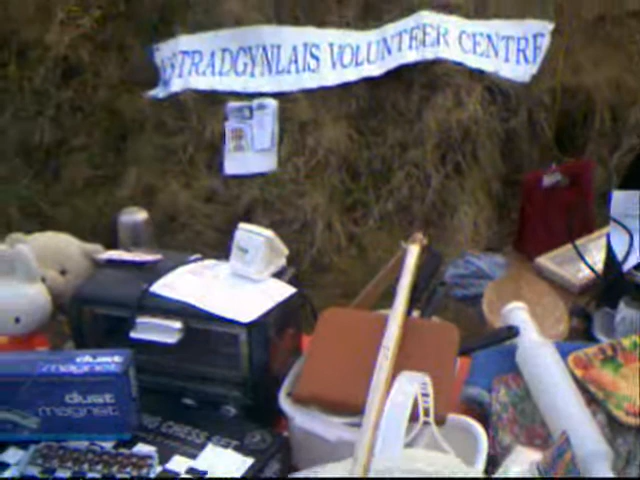 YSTRADGYNLAIS VOLUNTEER CENTRE
dust
magnet
dust
magnet
CHESS SET